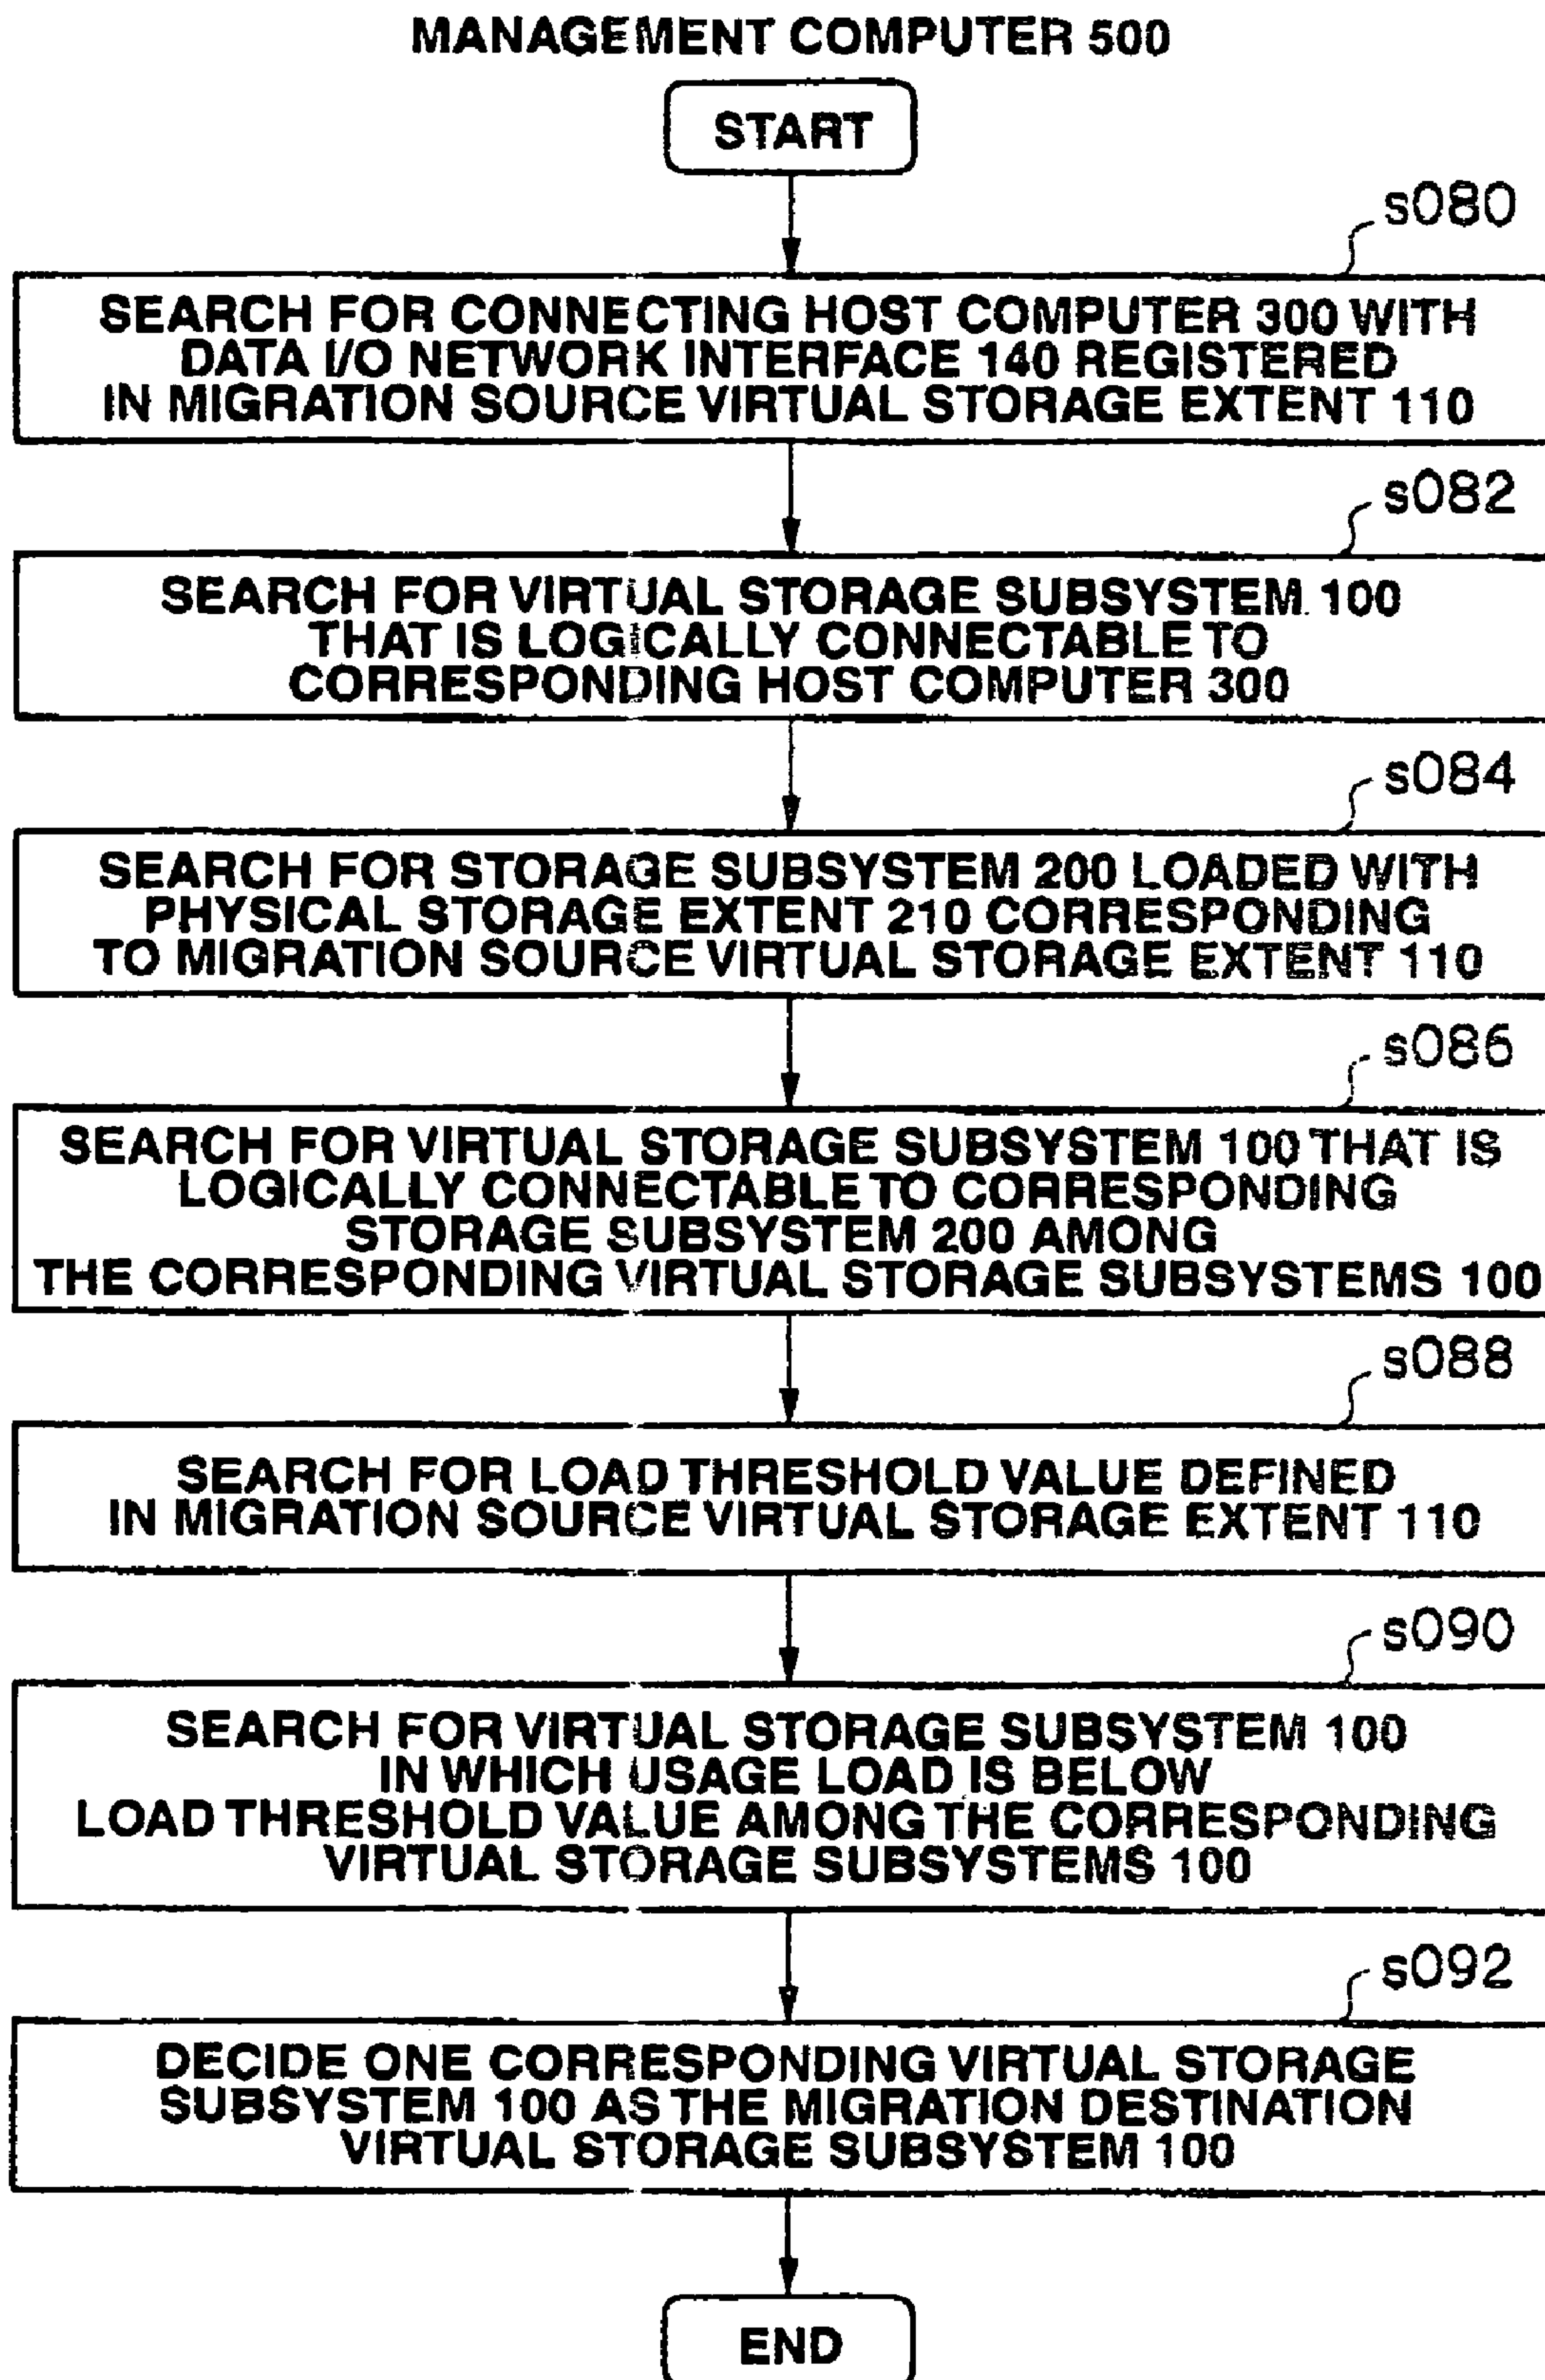 MANAGEMENT COMPUTER 500
START
s080
SEARCH FOR CONNECTING HOST COMPUTER 300 WITH
DATA I/O NETWORK INTERFACE 140 REGISTERED
IN MIGRATION SOURCE VIRTUAL STORAGE EXTENT 110
s082
SEARCH FOR VIRTUAL STORAGE SUBSYSTEM 100
THAT IS LOGICALLY CONNECTABLE TO
CORRESPONDING HOST COMPUTER 300
s084
SEARCH FOR STORAGE SUBSYSTEM 200 LOADED WITH
PHYSICAL STORAGE EXTENT 210 CORRESPONDING
TO MIGRATION SOURCE VIRTUAL STORAGE EXTENT 110
s086
SEARCH FOR VIRTUAL STORAGE SUBSYSTEM 100 THAT IS
LOGICALLY CONNECTABLE TO CORRESPONDING
STORAGE SUBSYSTEM 200 AMONG
THE CORRESPONDING VIRTUAL STORAGE SUBSYSTEMS 100
s088
SEARCH FOR LOAD THRESHOLD VALUE DEFINED
IN MIGRATION SOURCE VIRTUAL STORAGE EXTENT 110
s090
SEARCH FOR VIRTUAL STORAGE SUBSYSTEM 100
IN WHICH USAGE LOAD IS BELOW
LOAD THRESHOLD VALUE AMONG THE CORRESPONDING
VIRTUAL STORAGE SUBSYSTEMS 100
s092
DECIDE ONE CORRESPONDING VIRTUAL STORAGE
SUBSYSTEM 100 AS THE MIGRATION DESTINATION
VIRTUAL STORAGE SUBSYSTEM 100
END